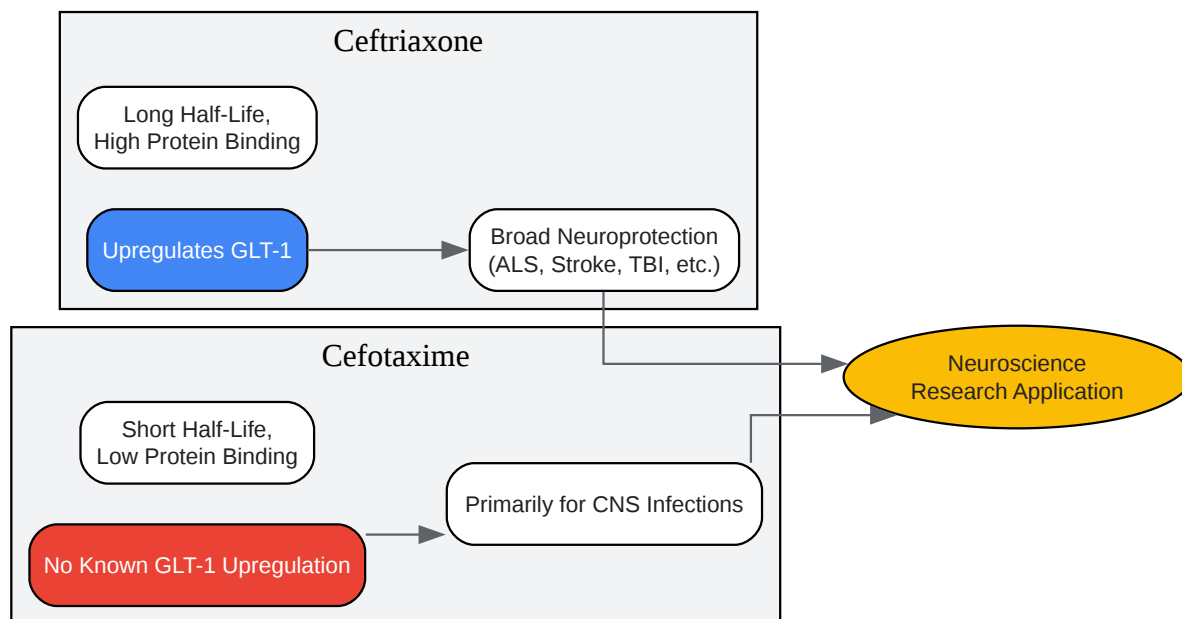 Ceftriaxone
Long Half-Life,
High Protein Binding
Upregulates GLT-1
Broad Neuroprotection
(ALS, Stroke, TBI, etc.)
Cefotaxime
Short Half-Life,
Low Protein Binding
Primarily for CNS Infections
No Known GLT-1 Upregulation
Neuroscience
Research Application